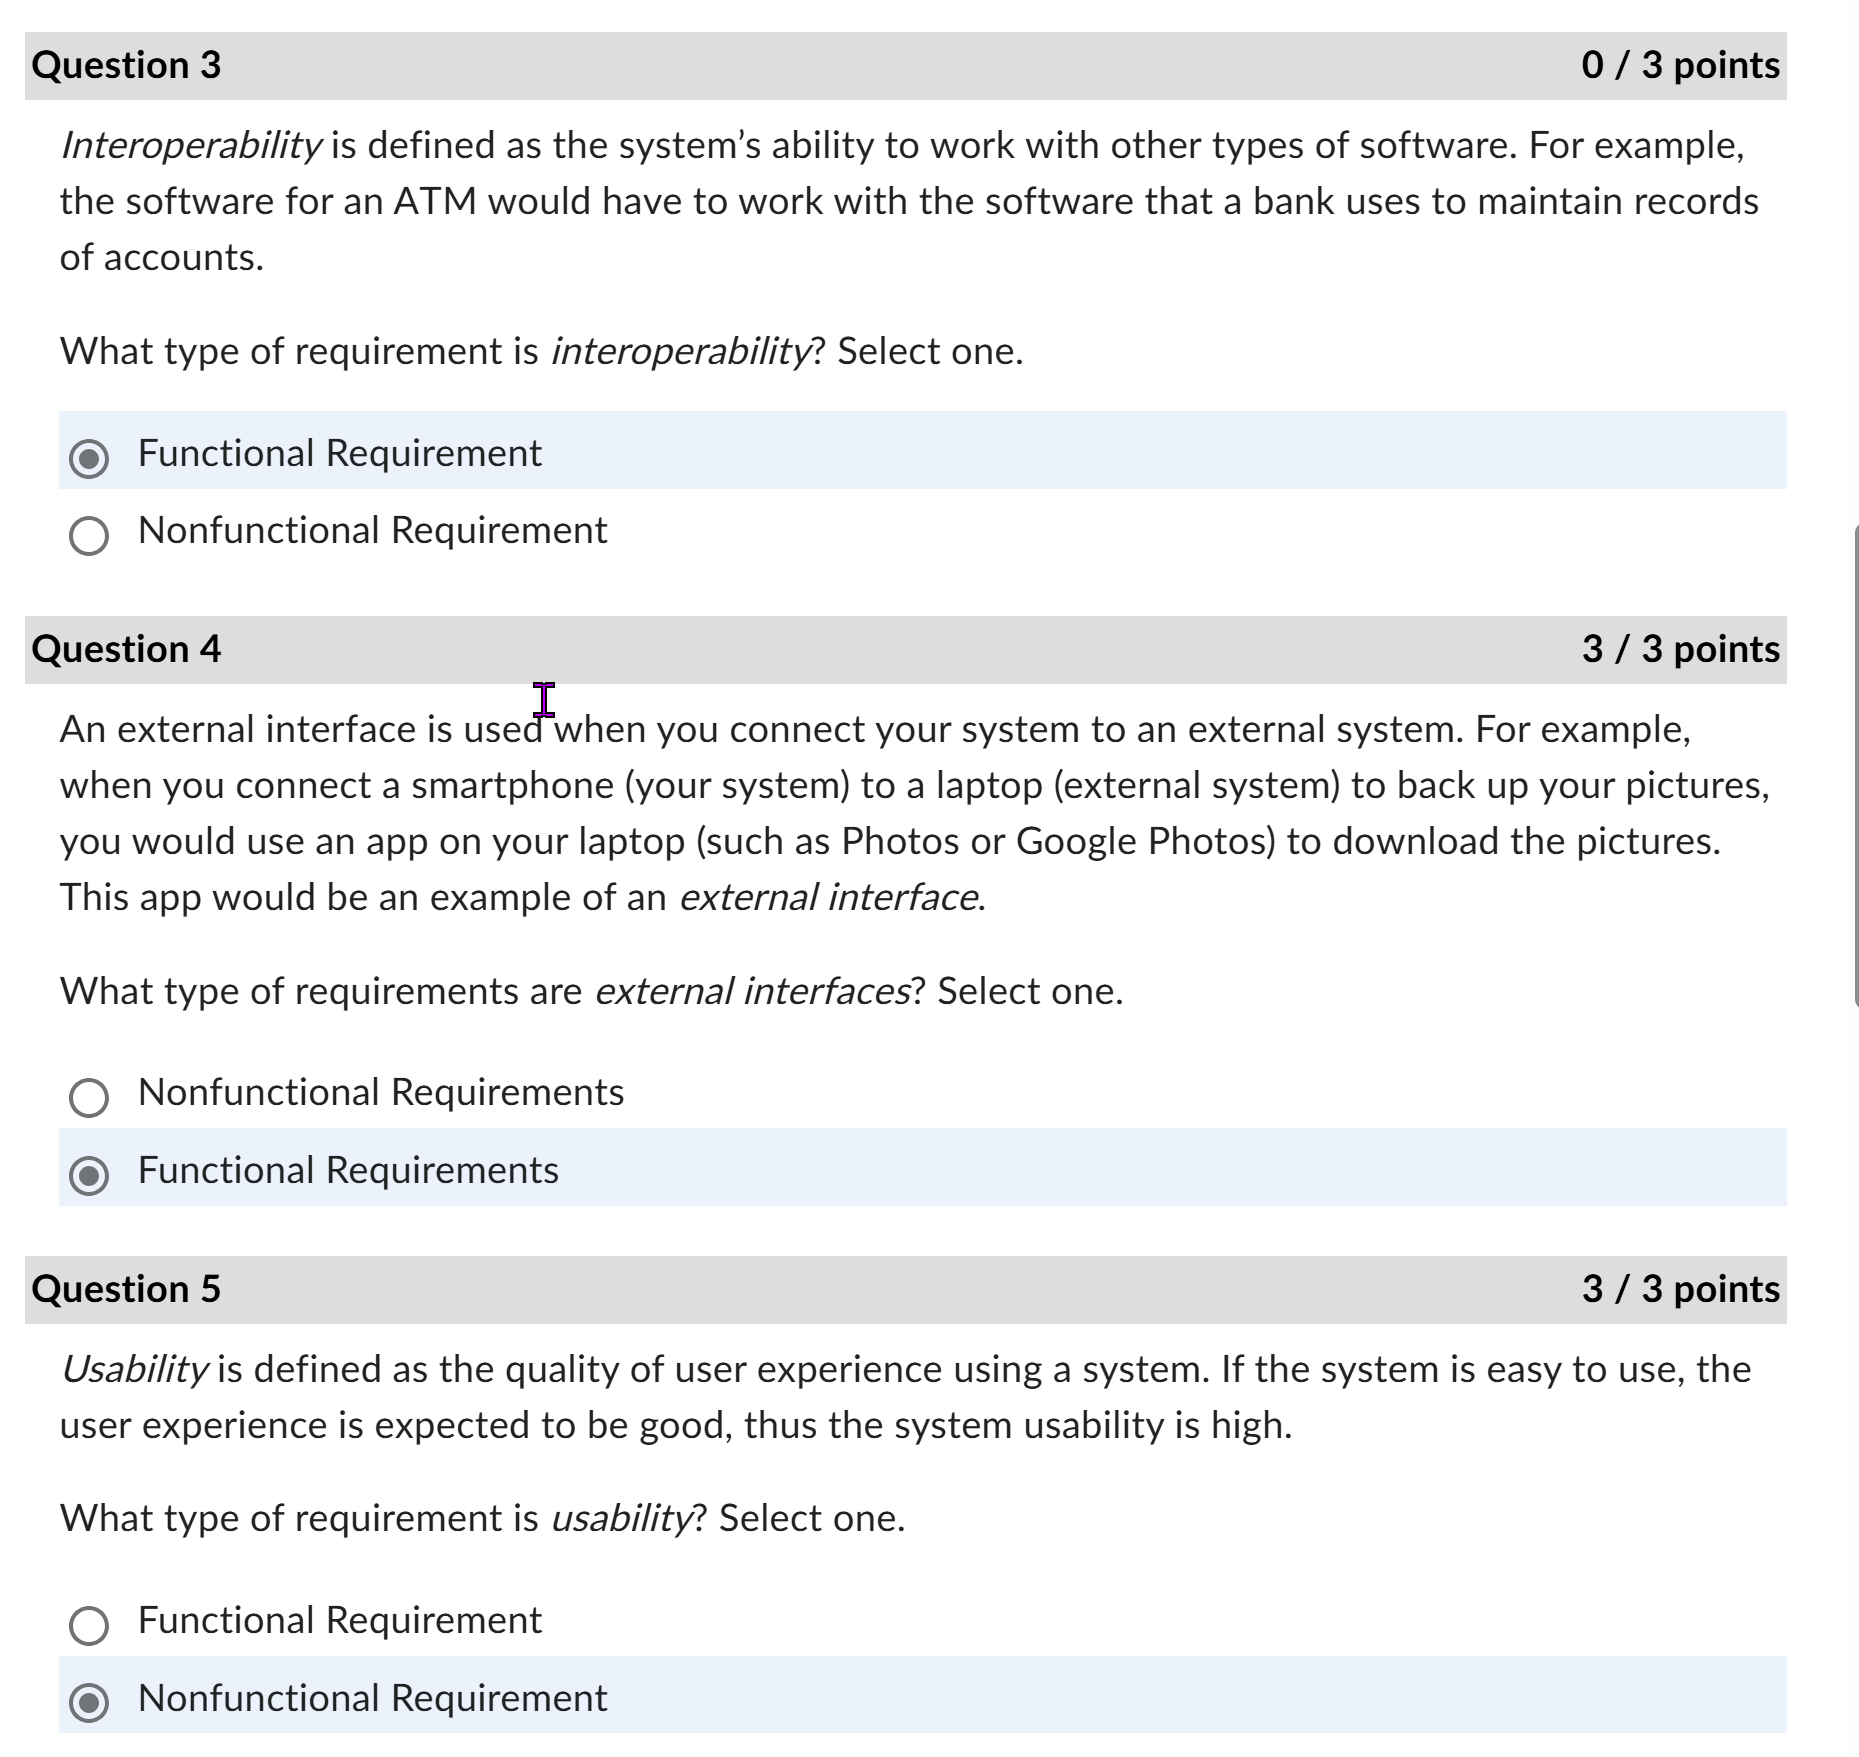 Question 3 0 / 3 points
Interoperability is defined as the system’s ability to work with other types of software. For example,
the software for an ATM would have to work with the software that a bank uses to maintain records
of accounts.
What type of requirement is interoperability? Select one.
Functional Requirement
Nonfunctional Requirement
Question 4 3 / 3 points
An external interface is used when you connect your system to an external system. For example,
when you connect a smartphone (your system) to a laptop (external system) to back up your pictures,
you would use an app on your laptop (such as Photos or Google Photos) to download the pictures.
This app would be an example of an external interface.
What type of requirements are external interfaces? Select one.
Nonfunctional Requirements
Functional Requirements
Question 5 3 / 3 points
Usability is defined as the quality of user experience using a system. If the system is easy to use, the
user experience is expected to be good, thus the system usability is high.
What type of requirement is usability? Select one.
Functional Requirement
Nonfunctional Requirement